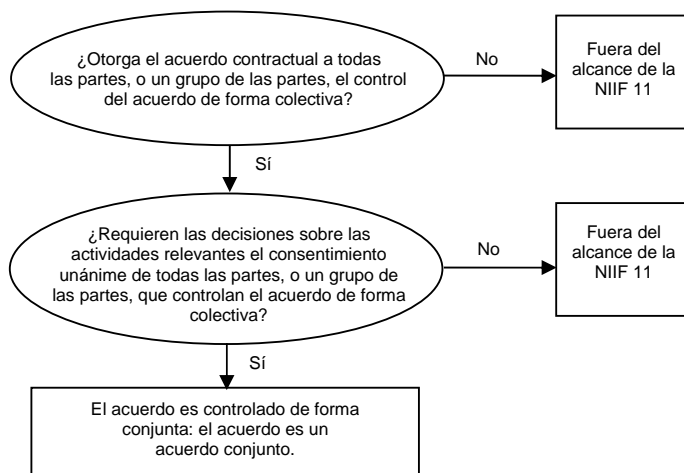 ¿Otorga el acuerdo contractual a todas
las partes, o un grupo de las partes, el control
del acuerdo de forma colectiva?
No
Fuera del
alcance de la
NIIF 11
Sí
¿Requieren las decisiones sobre las
actividades relevantes el consentimiento
unánime de todas las partes, o un grupo de
las partes, que controlan el acuerdo de forma
colectiva?
No
Fuera del
alcance de la
NIIF 11
Sí
El acuerdo es controlado de forma
conjunta: el acuerdo es un
acuerdo conjunto.